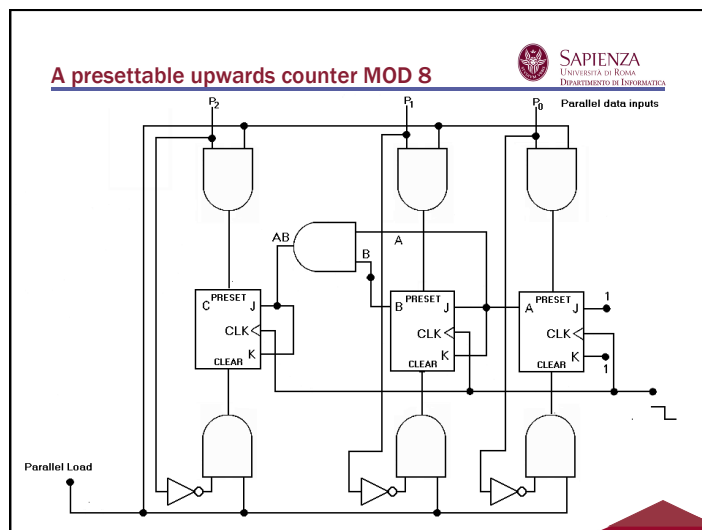 A presettable upwards counter MOD 8
SAPIENZA
UNIVERSITÀ DI ROMA
DIPARTIMENTO DI INFORMATICA
P2 P1 P0 Parallel data inputs
AB A
B
PRESET PRESET PRESET
C J B J A J 1
CLK CLK CLK
K K K 1
CLEAR CLEAR CLEAR
Parallel Load